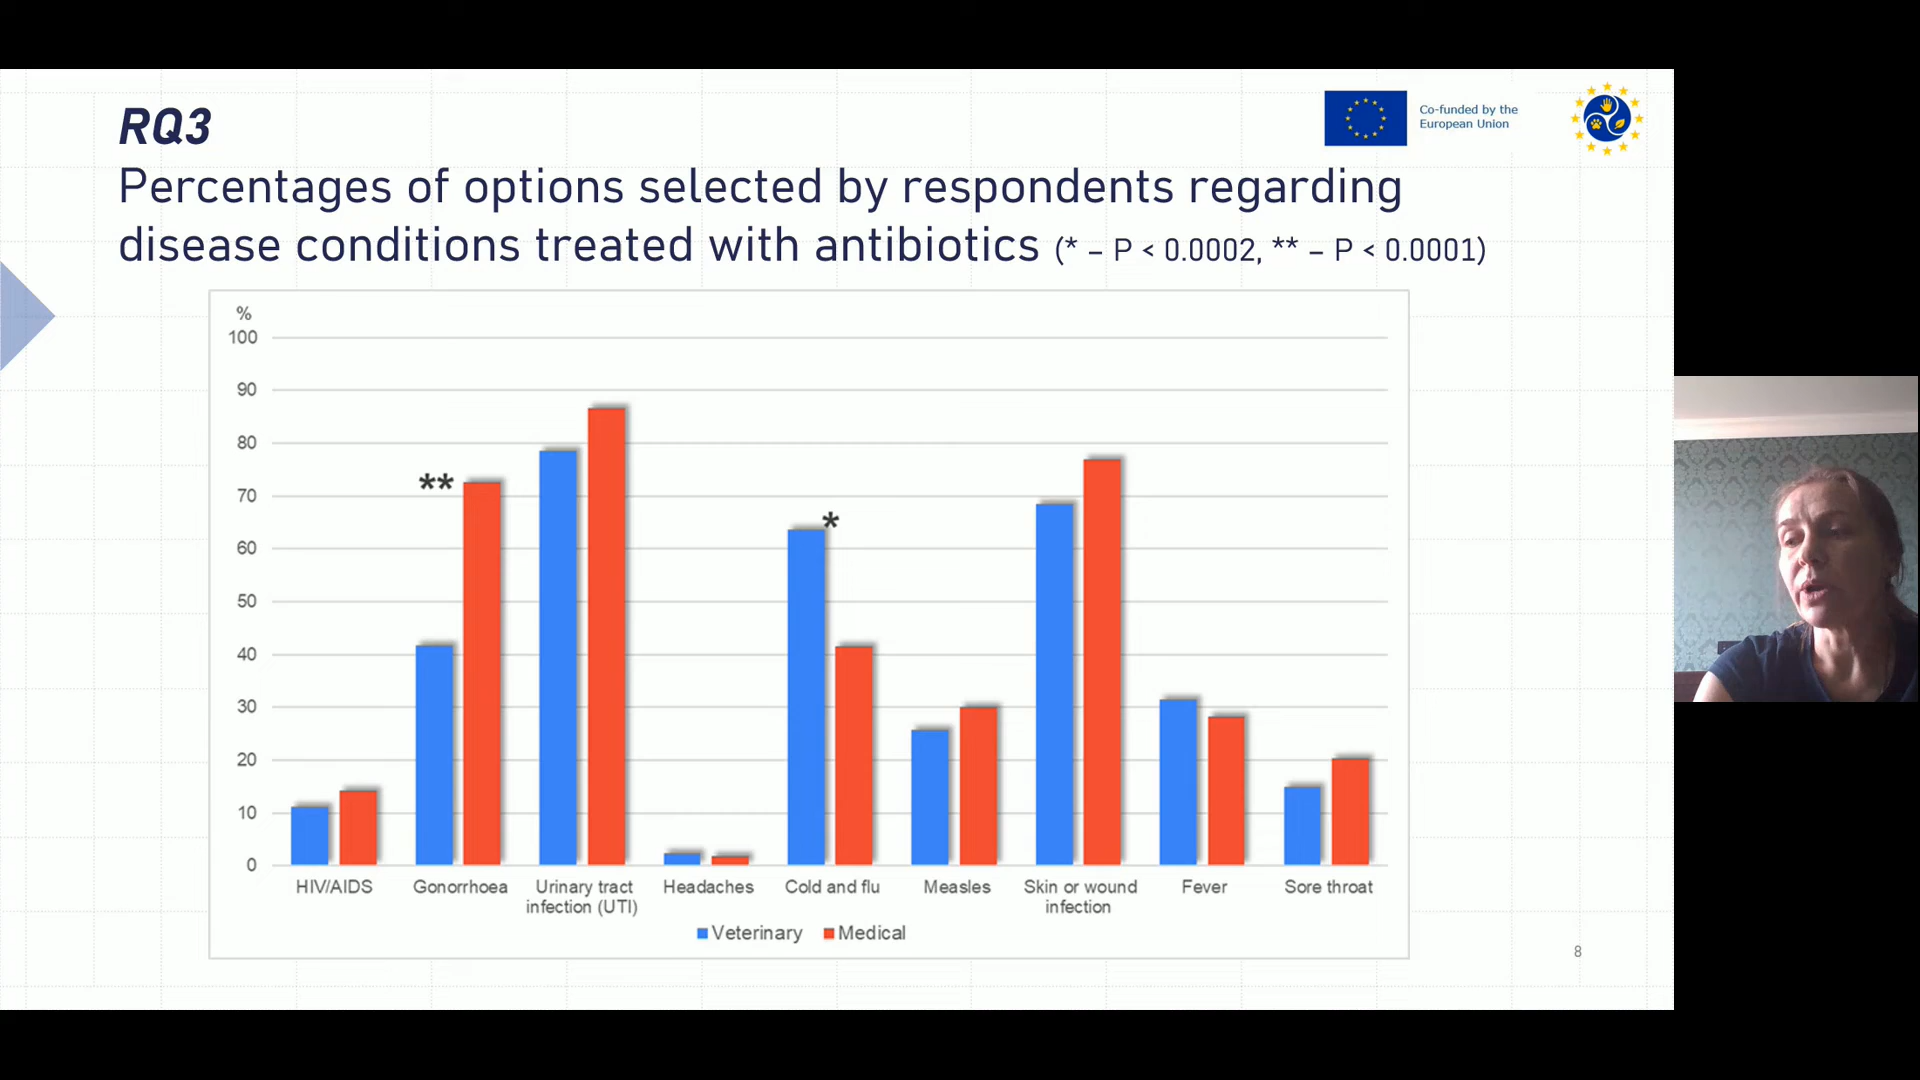 RQ3
Percentages of options selected by respondents regarding
disease conditions treated with antibiotics (* – P < 0.0002, ** – P < 0.0001)
Co-funded by the
European Union
%
100
90
80
70
60
50
40
30
20
10
0
**
*
HIV/AIDS
Gonorrhoea
Urinary tract
infection (UTI)
Headaches
Cold and flu
Measles
Skin or wound
infection
Fever
Sore throat
Veterinary
Medical
8